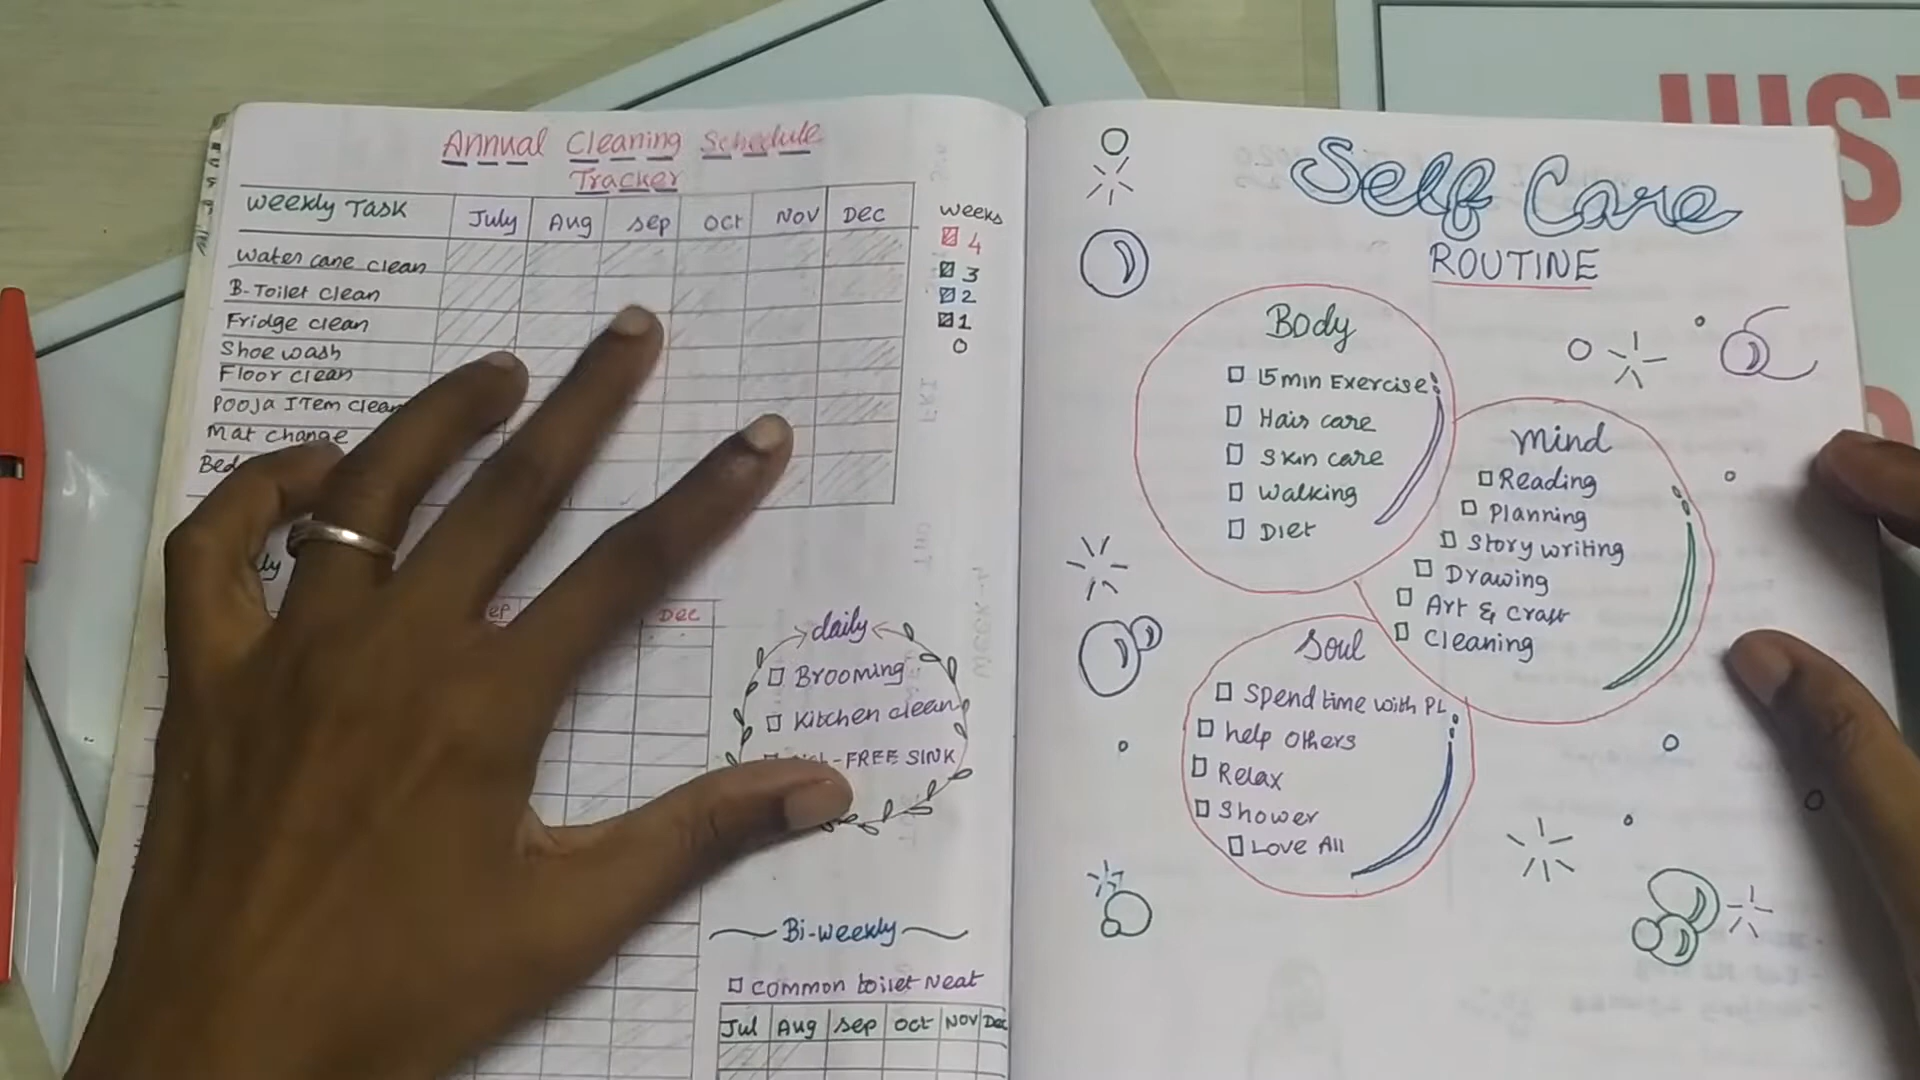 Annual Cleaning Schedule
Tracker
Weekly Task
July Aug Sep Oct Nov Dec
Water cane clean
B-Toilet clean
Fridge clean
Shoe wash
Floor clean
Pooja Item clean
Mat change
Bed
weeks
4
3
2
1
0
Dec
daily
Brooming
Kitchen clean
-FREE SINK
Bi-weekly
common toilet Neat
Jul Aug Sep Oct Nov Dec
Self Care
ROUTINE
Body
15min Exercise
Hair care
Skin care
Walking
Diet
Mind
Reading
Planning
Story writing
Drawing
Art & Craft
Cleaning
Soul
Spend time with PL
help others
Relax
Shower
Love All
JUST